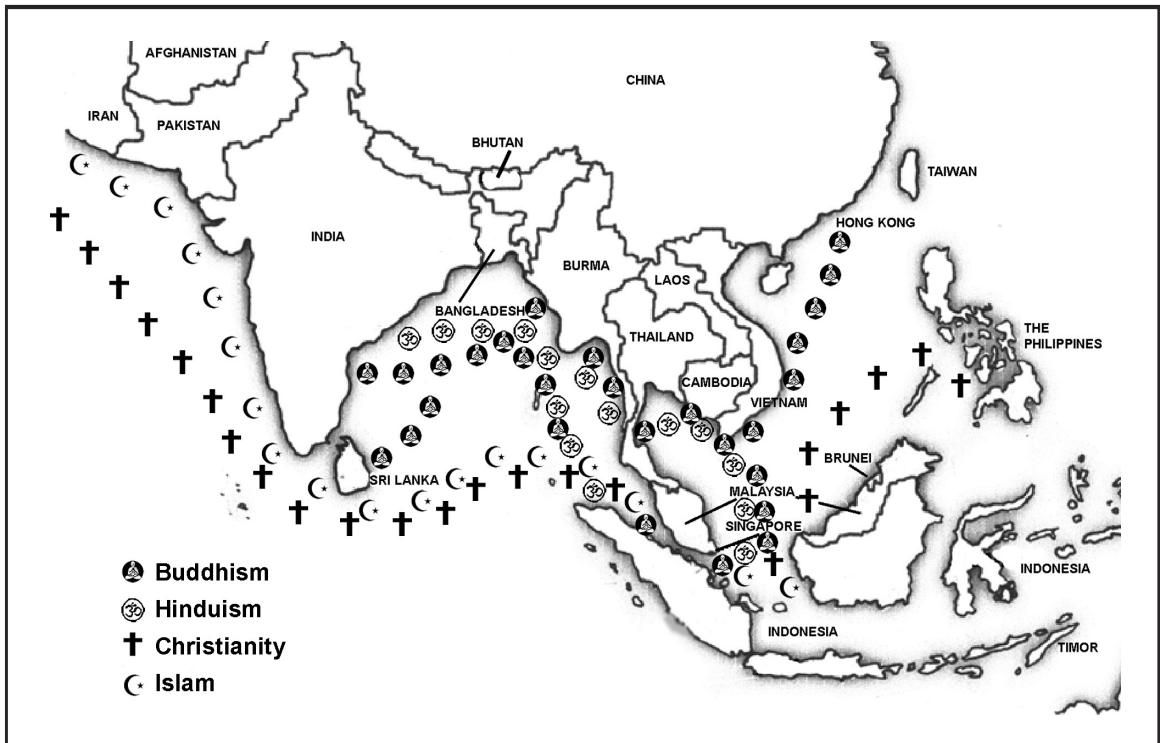 AFGHANISTAN
CHINA
IRAN
PAKISTAN
BHUTAN
TAIWAN
HONG KONG
INDIA
BURMA
LAOS
BANGLADESH
THAILAND
THE
PHILIPPINES
CAMBODIA
VIETNAM
BRUNEI
SRI LANKA
MALAYSIA
SINGAPORE
INDONESIA
INDONESIA
TIMOR
Buddhism
Hinduism
Christianity
Islam